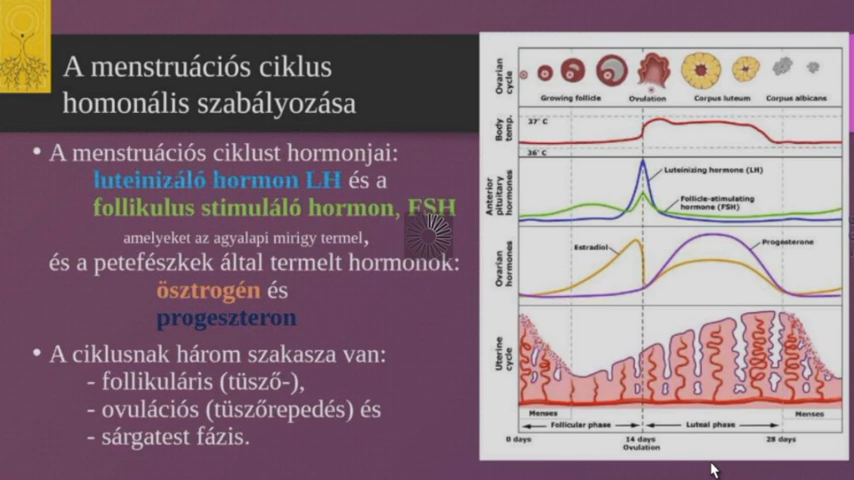 A menstruációs ciklus
homonális szabályozása
• A menstruációs ciklust hormonjai:
luteinizáló hormon LH és a
follikulus stimuláló hormon, FSH
amelyeket az agyalapi mirigy termel,
és a petefészkek által termelt hormonok:
ösztrogén és
progeszteron
• A ciklusnak három szakasza van:
- follikuláris (tüsző-),
- ovulációs (tüszőrepedés) és
- sárgatest fázis.
Ovarian
cycle
Growing follicle
Ovulation
Corpus luteum
Corpus albicans
Body
temp.
37° C
36° C
Anterior
pituitary
hormones
Luteinizing hormone (LH)
Follicle-stimulating
hormone (FSH)
Ovarian
hormones
Estradiol
Progesterone
Uterine
cycle
Menses
Menses
Follicular phase
Luteal phase
0 days
14 days
Ovulation
28 days